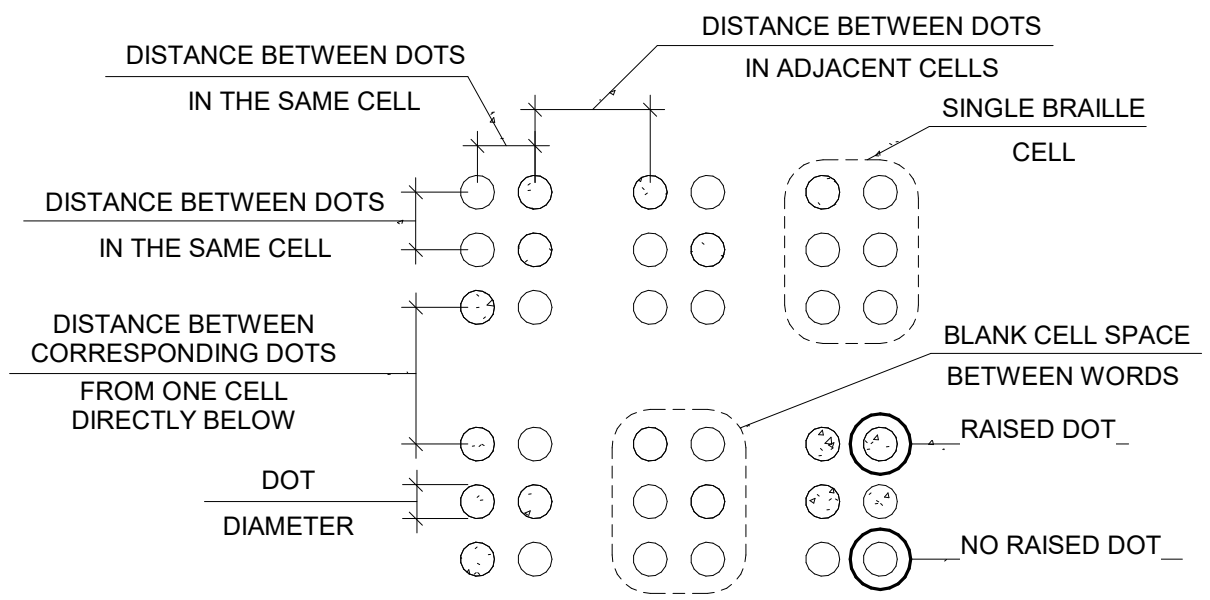 DISTANCE BETWEEN DOTS
IN ADJACENT CELLS
DISTANCE BETWEEN DOTS
IN THE SAME CELL
SINGLE BRAILLE
CELL
DISTANCE BETWEEN DOTS
IN THE SAME CELL
DISTANCE BETWEEN
CORRESPONDING DOTS
FROM ONE CELL
DIRECTLY BELOW
BLANK CELL SPACE
BETWEEN WORDS
RAISED DOT
DOT
DIAMETER
NO RAISED DOT